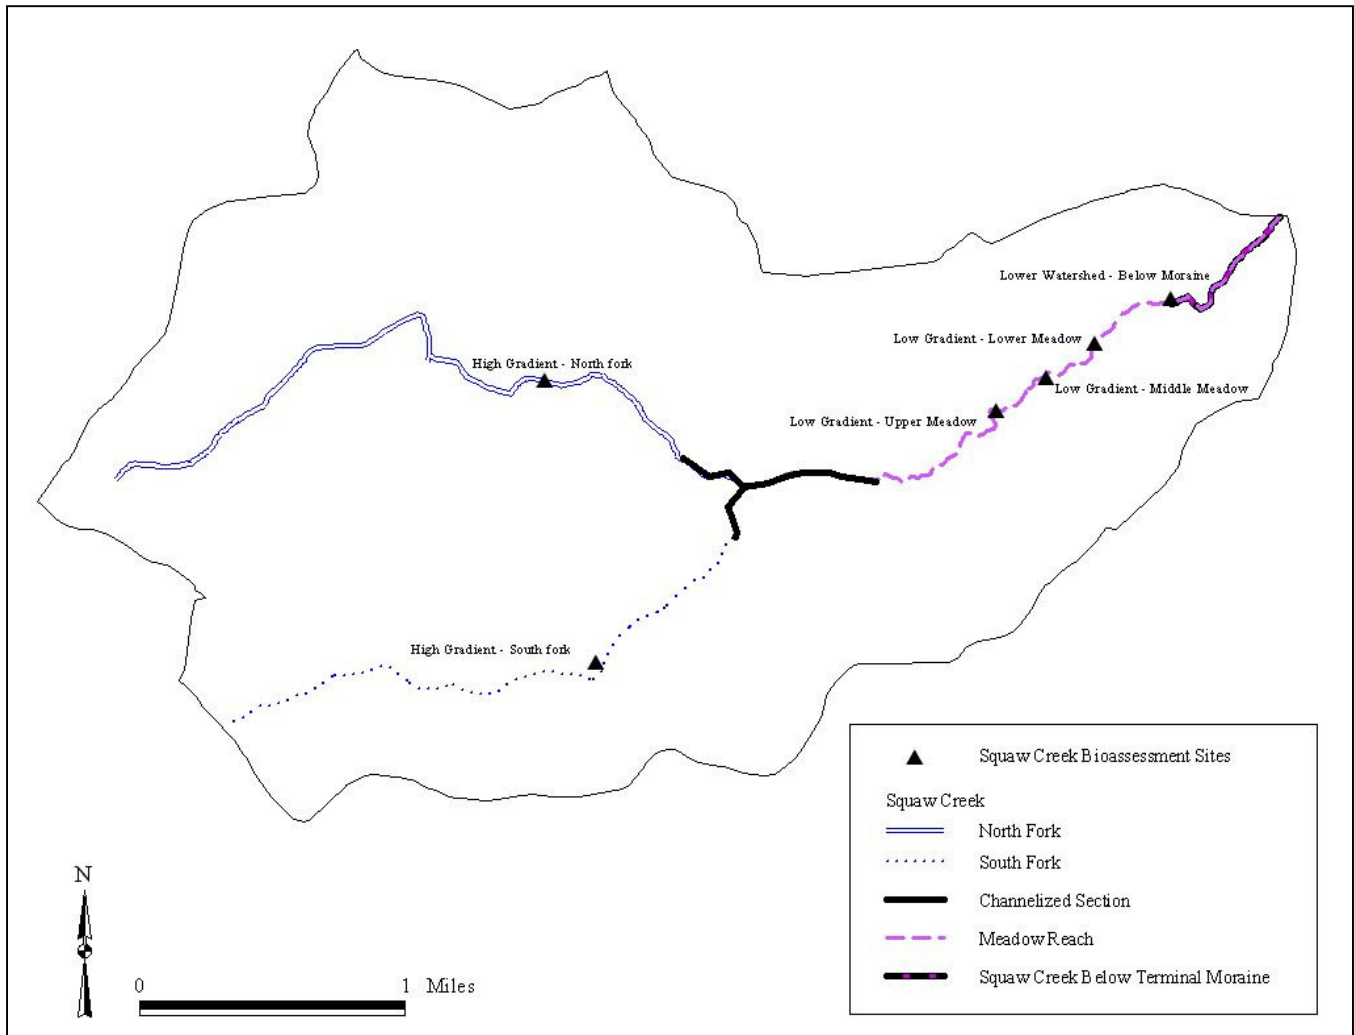 Lower Watershed - Below Moraine
Low Gradient - Lower Meadow
High Gradient - North fork
Low Gradient - Middle Meadow
Low Gradient - Upper Meadow
High Gradient - South fork
Squaw Creek Bioassessment Sites
Squaw Creek
North Fork
South Fork
Channelized Section
Meadow Reach
Squaw Creek Below Terminal Moraine
N
0 1 Miles